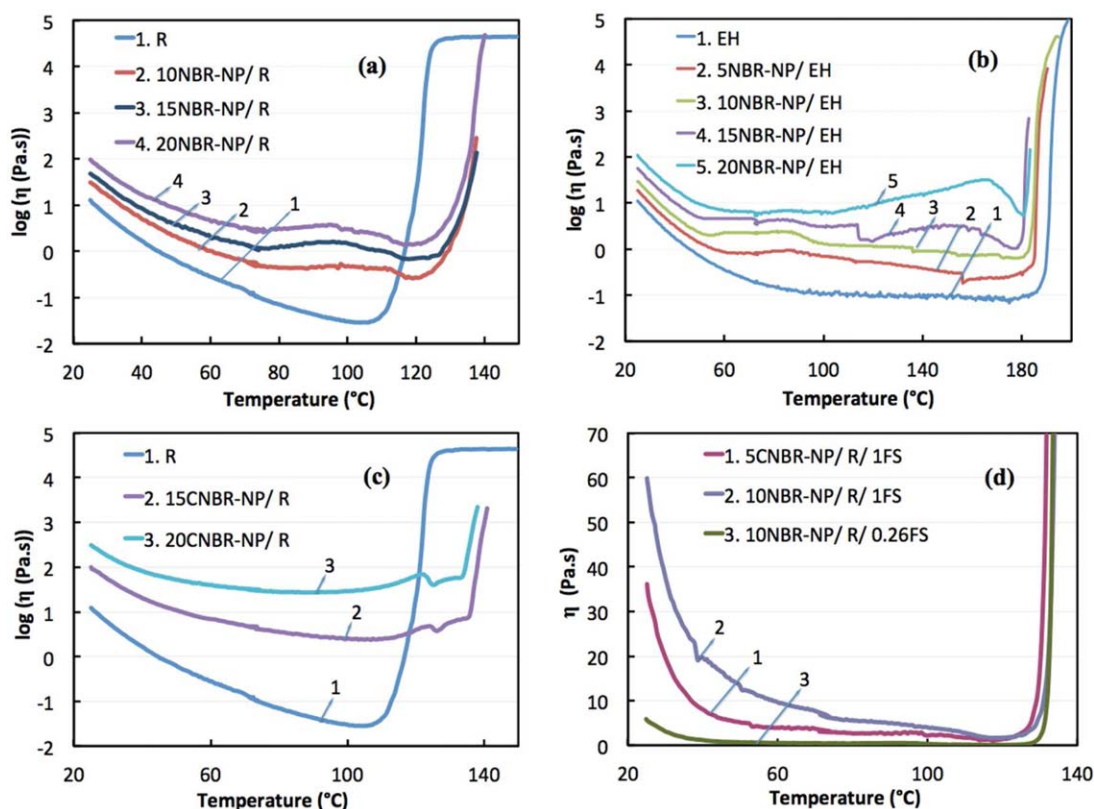 5
4
3
2
1
0
-1
-2
log (η (Pa.s))
1. R
2. 10NBR-NP/ R
3. 15NBR-NP/ R
4. 20NBR-NP/ R
(a)
4
3
2
1
20 40 60 80 100 120 140
Temperature (°C)
5
4
3
2
1
0
-1
-2
log (η (Pa.s)
1. EH
2. 5NBR-NP/ EH
3. 10NBR-NP/ EH
4. 15NBR-NP/ EH
5. 20NBR-NP/ EH
(b)
5
4
3
2
1
20 60 100 140 180
Temperature (°C)
5
4
3
2
1
0
-1
-2
log (η (Pa.s)
1. R
2. 15CNBR-NP/ R
3. 20CNBR-NP/ R
(c)
3
2
1
20 60 100 140
Temperature (°C)
70
60
50
40
30
20
10
0
η (Pa.s)
1. 5CNBR-NP/ R/ 1FS
2. 10NBR-NP/ R/ 1FS
3. 10NBR-NP/ R/ 0.26FS
(d)
2
1
3
20 60 100 140
Temperature (°C)